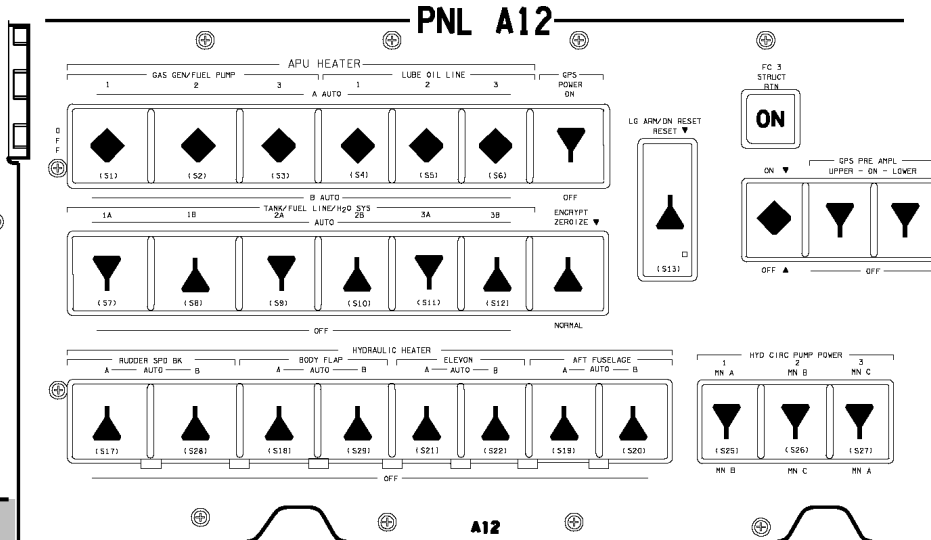 PNL A12
APU HEATER
GAS GEN/FUEL PUMP LUBE OIL LINE GPS
1 2 3 1 2 3 POWER
A AUTO ON
OFF
(S1) (S2) (S3) (S4) (S5) (S6)
B AUTO OFF
FC 3
STRUCT
RTN
ON
LG ARM/DN RESET
RESET ▼
(S13)
GPS PRE AMPL
ON ▼ UPPER - ON - LOWER
OFF ▲ OFF
TANK/FUEL LINE/H2O SYS
1A 1B 2A 2B 3A 3B ENCRYPT
AUTO ZEROIZE ▼
(S7) (S8) (S9) (S10) (S11) (S12)
OFF NORMAL
HYDRAULIC HEATER
RUDDER SPD BK BODY FLAP ELEVON AFT FUSELAGE
A AUTO B A AUTO B A AUTO B A AUTO B
(S17) (S28) (S18) (S29) (S21) (S22) (S19) (S20)
OFF
HYD CIRC PUMP POWER
1 2 3
MN A MN B MN C
(S25) (S26) (S27)
MN B MN C MN A
A12